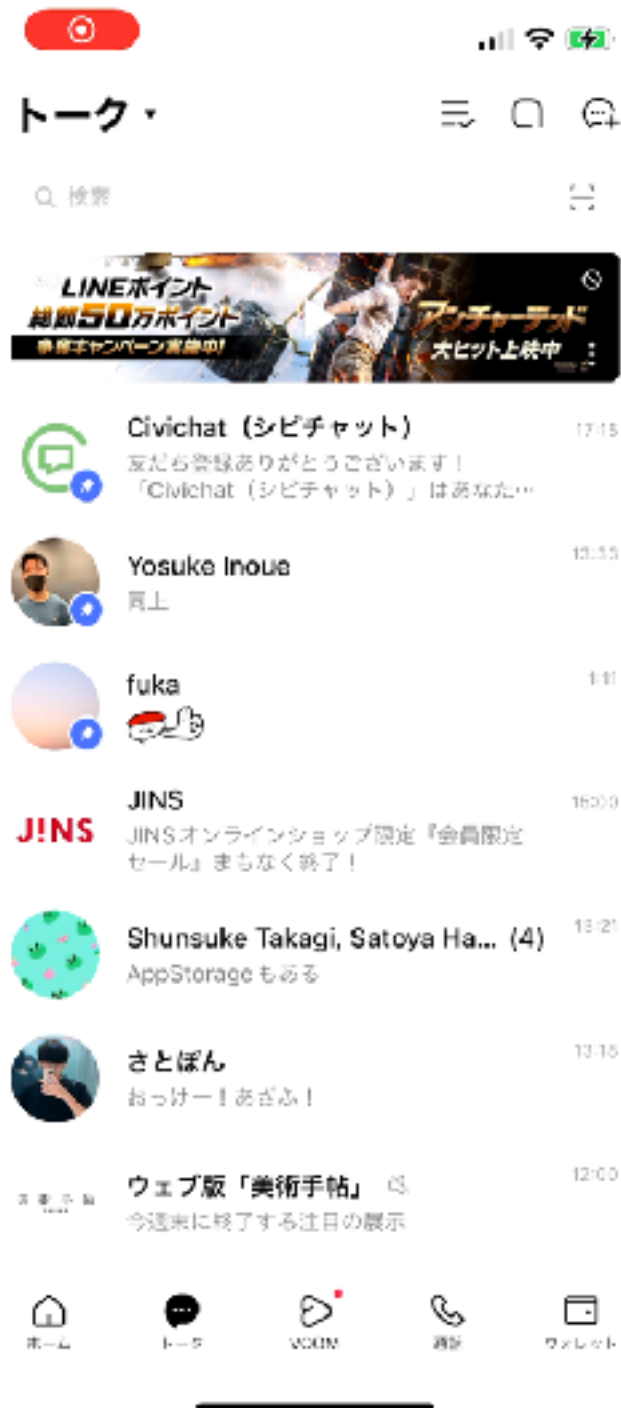 トーク
検索
LINEポイント
総額50万ポイント
争奪キャンペーン実施中!
アンチャーテッド
大ヒット上映中
Civichat（シビチャット）
17:15
友だち登録ありがとうございます！
「Civichat（シビチャット）」はあなた…
Yosuke Inoue
13:33
同上
fuka
1:11
JINS
J!NS
15:00
JINSオンラインショップ限定『会員限定
セール』まもなく終了！
Shunsuke Takagi, Satoya Ha... (4)
13:21
AppStorageもある
さとぽん
13:15
おっけー！あざふ！
ウェブ版「美術手帖」
12:00
今週末に終了する注目の展示
ホーム
トーク
VOOM
通話
ウォレット